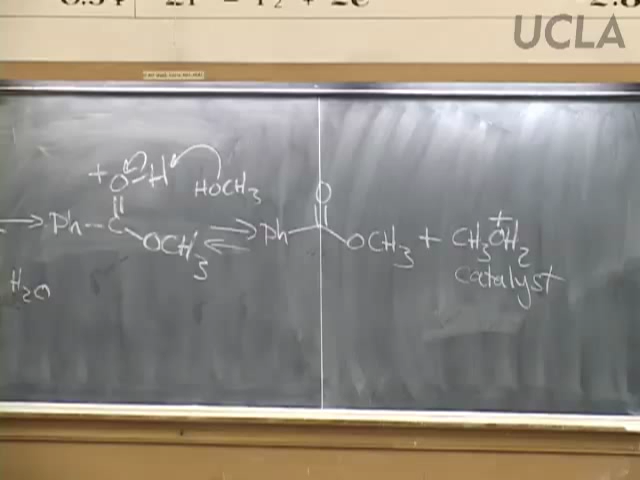 UCLA
+
O-H
HOCH3
O
Ph-C
Ph
OCH3
OCH3 + CH3OH2
+
catalyst
H2O